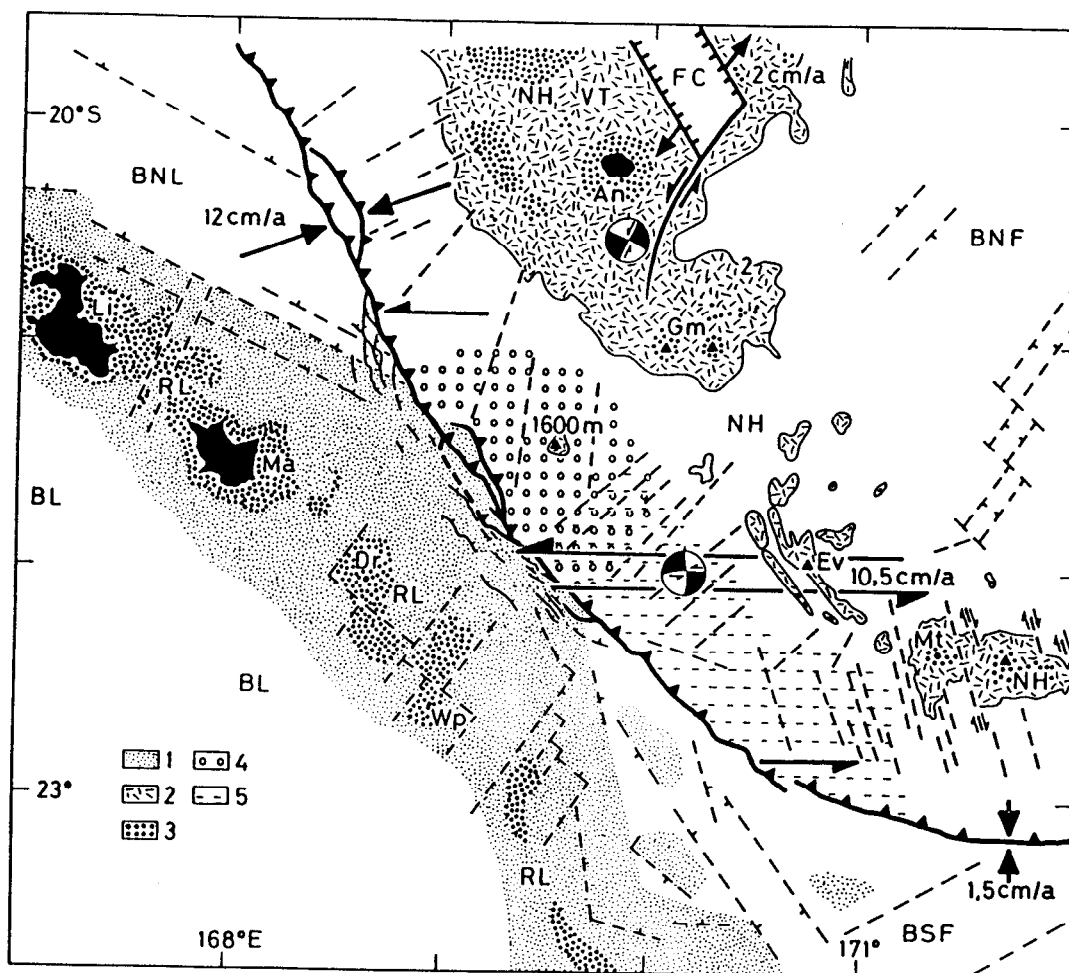 FC
2cm/a
NH VT
20°S
BNL
An
12cm/a
BNF
2
Li
Gm
RL
1600m
NH
Ma
BL
Dr
RL
Ev
10,5cm/a
Mt
NH
BL
Wp
1 4
2 5
3
23°
RL
1,5cm/a
168°E
171°
BSF